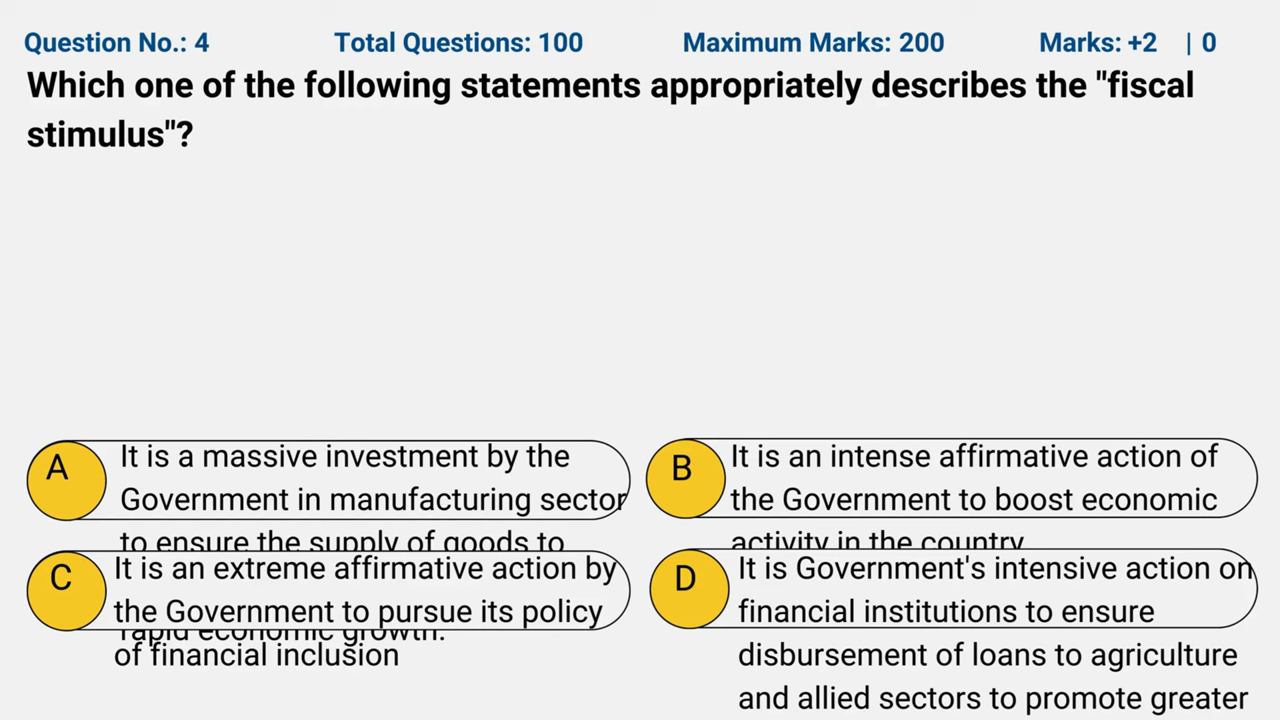 Question No.: 4 Total Questions: 100 Maximum Marks: 200 Marks: +2 | 0
Which one of the following statements appropriately describes the "fiscal
stimulus"?
A It is a massive investment by the
Government in manufacturing sector
to ensure the supply of goods to
rapid economic growth.
B It is an intense affirmative action of
the Government to boost economic
activity in the country
C It is an extreme affirmative action by
the Government to pursue its policy
of financial inclusion
D It is Government's intensive action on
financial institutions to ensure
disbursement of loans to agriculture
and allied sectors to promote greater